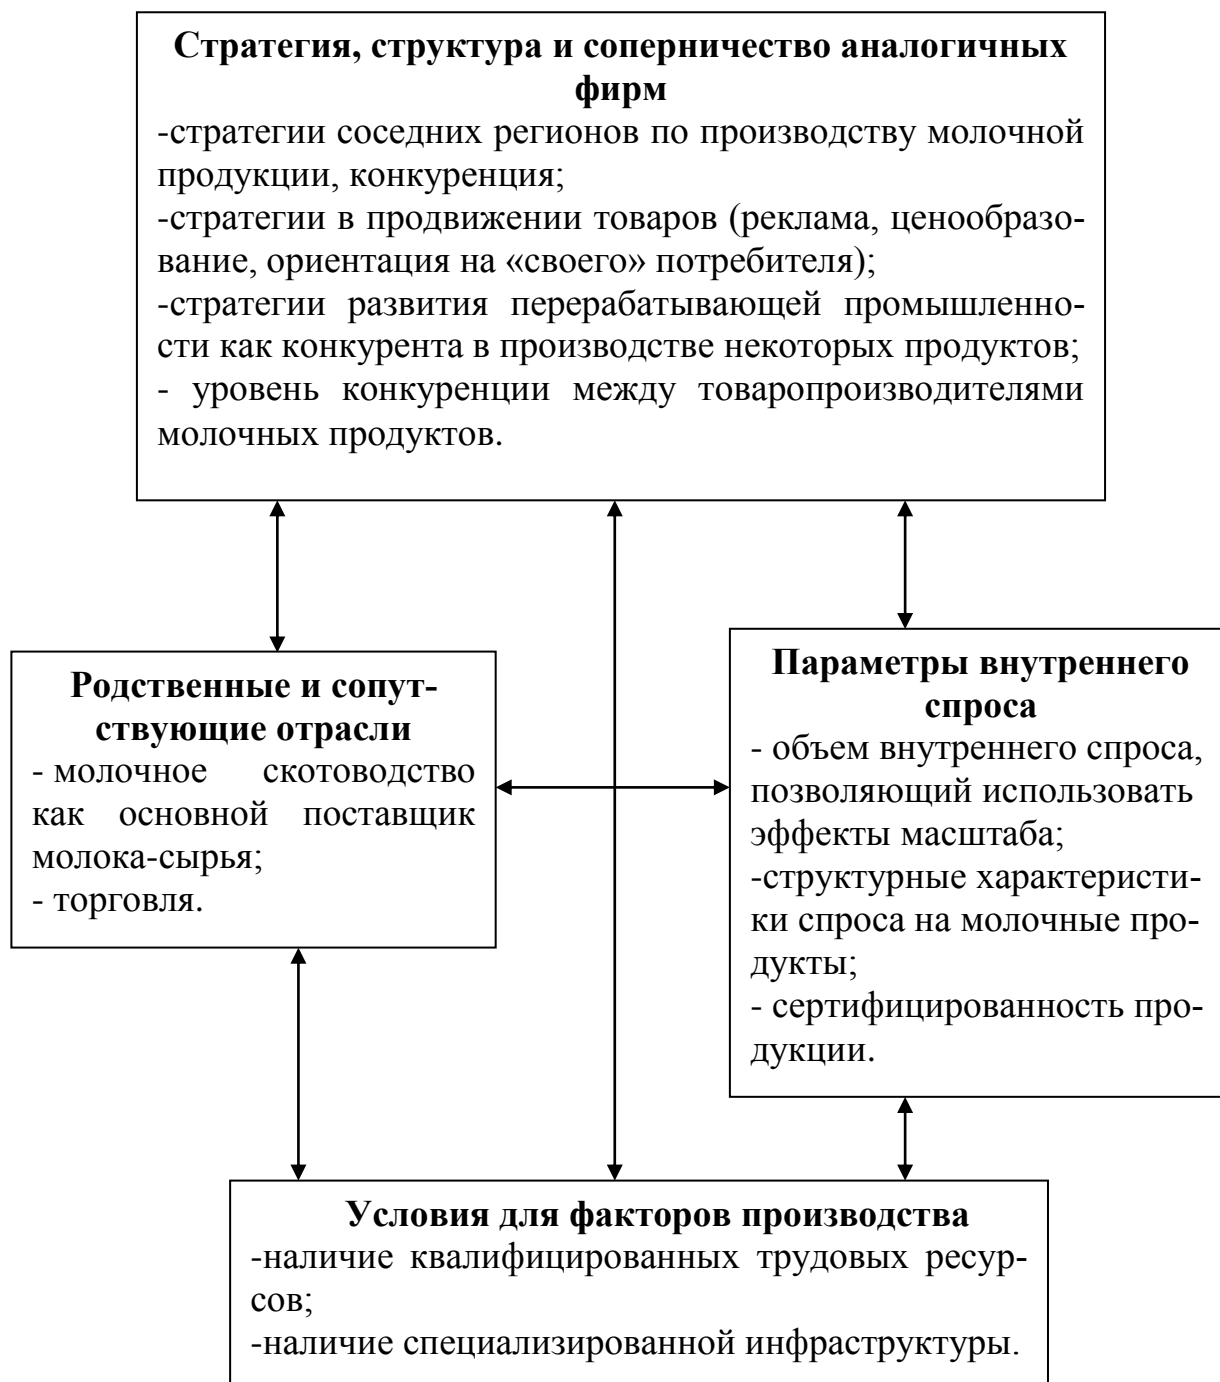 Стратегия, структура и соперничество аналогичных
фирм
-стратегии соседних регионов по производству молочной
продукции, конкуренция;
-стратегии в продвижении товаров (реклама, ценообразо-
вание, ориентация на «своего» потребителя);
-стратегии развития перерабатывающей промышленно-
сти как конкурента в производстве некоторых продуктов;
- уровень конкуренции между товаропроизводителями
молочных продуктов.
Родственные и сопут-
ствующие отрасли
- молочное скотоводство
как основной поставщик
молока-сырья;
- торговля.
Параметры внутреннего
спроса
- объем внутреннего спроса,
позволяющий использовать
эффекты масштаба;
-структурные характеристи-
ки спроса на молочные про-
дукты;
- сертифицированность про-
дукции.
Условия для факторов производства
-наличие квалифицированных трудовых ресур-
сов;
-наличие специализированной инфраструктуры.